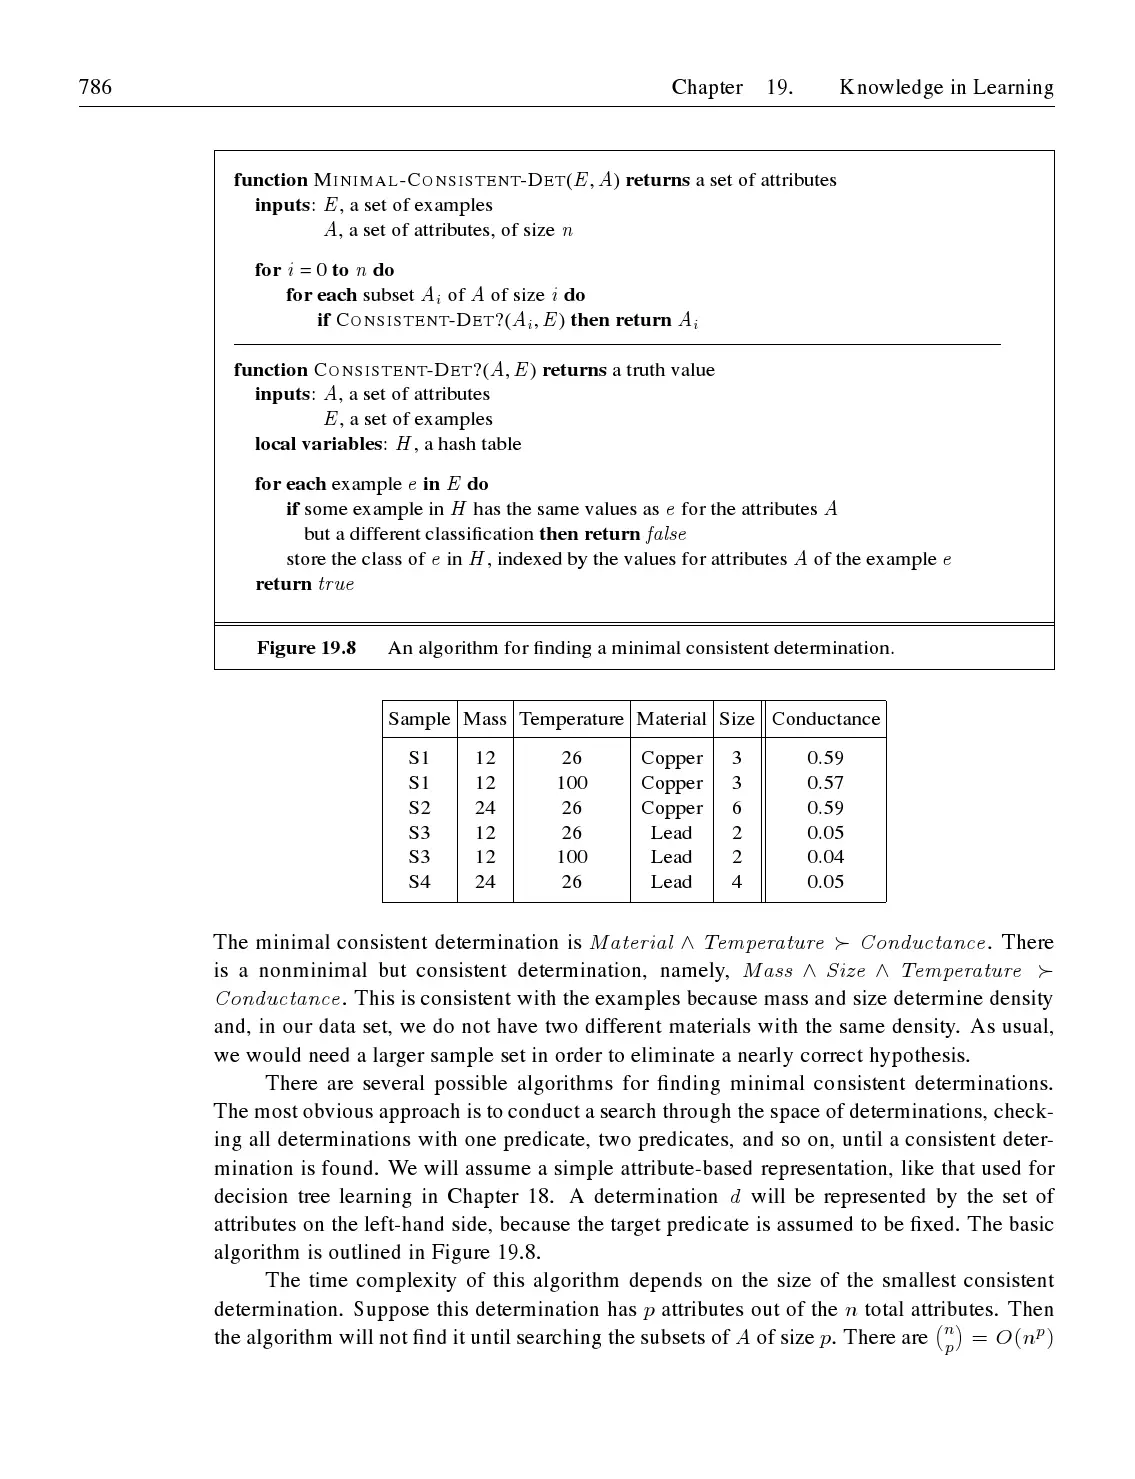 786 Chapter 19. Knowledge in Learning
function MINIMAL-CONSISTENT-DET(E, A) returns a set of attributes
inputs: E, a set of examples
A, a set of attributes, of size n
for i = 0 to n do
for each subset Ai of A of size i do
if CONSISTENT-DET?(Ai, E) then return Ai
function CONSISTENT-DET?(A, E) returns a truth value
inputs: A, a set of attributes
E, a set of examples
local variables: H, a hash table
for each example e in E do
if some example in H has the same values as e for the attributes A
but a different classification then return false
store the class of e in H, indexed by the values for attributes A of the example e
return true
Figure 19.8 An algorithm for finding a minimal consistent determination.
Sample Mass Temperature Material Size Conductance
S1 12 26 Copper 3 0.59
S1 12 100 Copper 3 0.57
S2 24 26 Copper 6 0.59
S3 12 26 Lead 2 0.05
S3 12 100 Lead 2 0.04
S4 24 26 Lead 4 0.05
The minimal consistent determination is Material ∧ Temperature ≻ Conductance. There
is a nonminimal but consistent determination, namely, Mass ∧ Size ∧ Temperature ≻
Conductance. This is consistent with the examples because mass and size determine density
and, in our data set, we do not have two different materials with the same density. As usual,
we would need a larger sample set in order to eliminate a nearly correct hypothesis.
There are several possible algorithms for finding minimal consistent determinations.
The most obvious approach is to conduct a search through the space of determinations, check-
ing all determinations with one predicate, two predicates, and so on, until a consistent deter-
mination is found. We will assume a simple attribute-based representation, like that used for
decision tree learning in Chapter 18. A determination d will be represented by the set of
attributes on the left-hand side, because the target predicate is assumed to be fixed. The basic
algorithm is outlined in Figure 19.8.
The time complexity of this algorithm depends on the size of the smallest consistent
determination. Suppose this determination has p attributes out of the n total attributes. Then
the algorithm will not find it until searching the subsets of A of size p. There are (n p) = O(n^p)